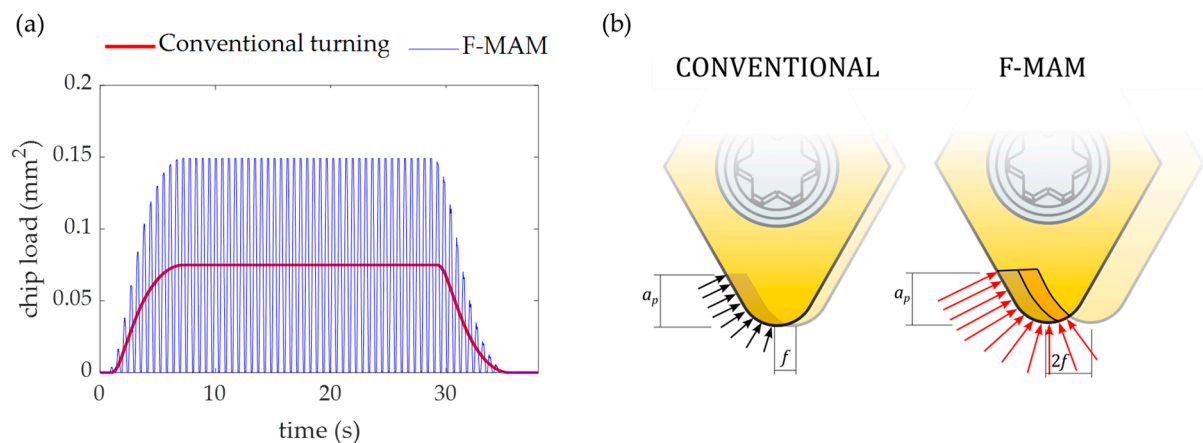 (a)
Conventional turning
F-MAM
0.2
0.15
0.1
0.05
0
chip load (mm²)
0 10 20 30
time (s)
(b)
CONVENTIONAL
F-MAM
aₚ
f
aₚ
2f